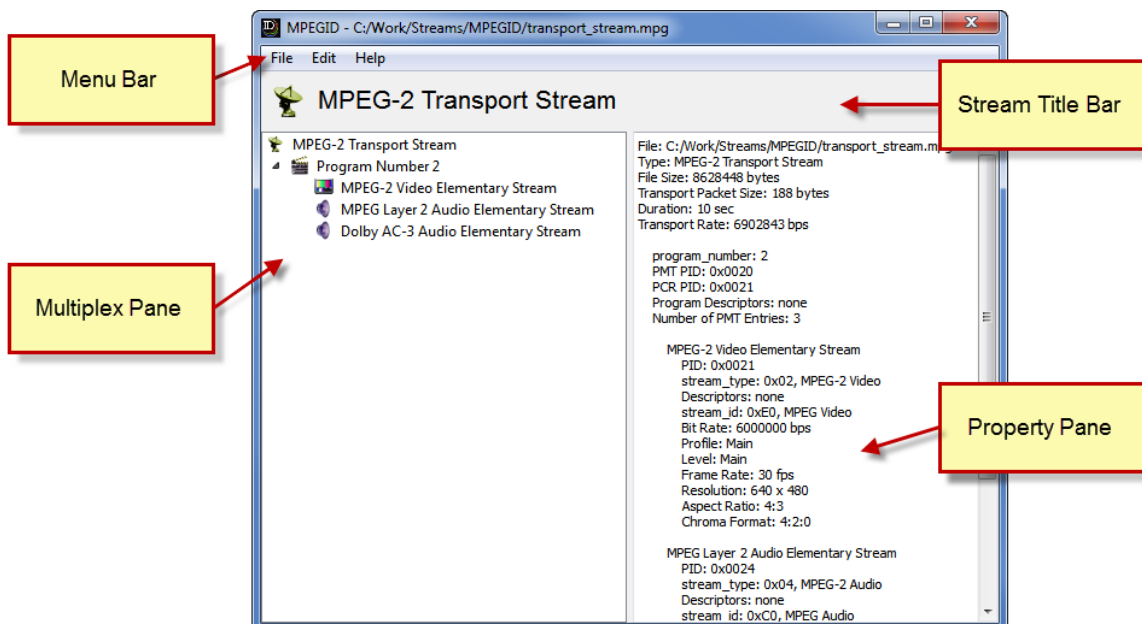 MPEGID - C:/Work/Streams/MPEGID/transport_stream.mpg
Menu Bar
File Edit Help
MPEG-2 Transport Stream
Stream Title Bar
MPEG-2 Transport Stream
Program Number 2
MPEG-2 Video Elementary Stream
MPEG Layer 2 Audio Elementary Stream
Dolby AC-3 Audio Elementary Stream
Multiplex Pane
File: C:/Work/Streams/MPEGID/transport_stream.mpg
Type: MPEG-2 Transport Stream
File Size: 8628448 bytes
Transport Packet Size: 188 bytes
Duration: 10 sec
Transport Rate: 6902843 bps
program_number: 2
PMT PID: 0x0020
PCR PID: 0x0021
Program Descriptors: none
Number of PMT Entries: 3
MPEG-2 Video Elementary Stream
PID: 0x0021
stream_type: 0x02, MPEG-2 Video
Descriptors: none
stream_id: 0xE0, MPEG Video
Bit Rate: 6000000 bps
Profile: Main
Level: Main
Frame Rate: 30 fps
Resolution: 640 x 480
Aspect Ratio: 4:3
Chroma Format: 4:2:0
Property Pane
MPEG Layer 2 Audio Elementary Stream
PID: 0x0024
stream_type: 0x04, MPEG-2 Audio
Descriptors: none
stream_id: 0xC0, MPEG Audio